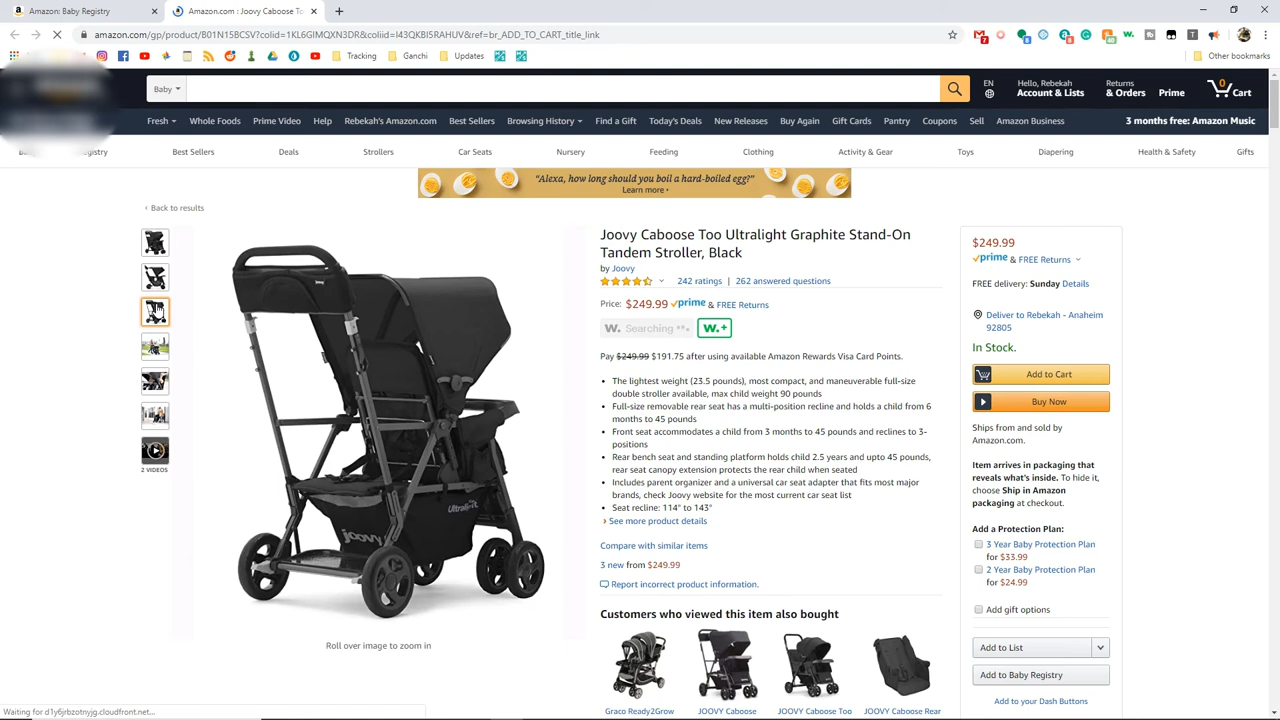 Amazon: Baby Registry
Amazon.com : Joovy Caboose To
amazon.com/gp/product/B01N15BCSV?colid=1KL6GIMQXN3DR&coliid=I43QKBI5RAHUV&ref=br_ADD_TO_CART_title_link
Tracking
Ganchi
Updates
Other bookmarks
Baby
EN
Hello, Rebekah
Account & Lists
Returns
& Orders
Prime
0
Cart
Fresh
Whole Foods
Prime Video
Help
Rebekah's Amazon.com
Best Sellers
Browsing History
Find a Gift
Today's Deals
New Releases
Buy Again
Gift Cards
Pantry
Coupons
Sell
Amazon Business
3 months free: Amazon Music
Best Sellers
Deals
Strollers
Car Seats
Nursery
Feeding
Clothing
Activity & Gear
Toys
Diapering
Health & Safety
Gifts
"Alexa, how long should you boil a hard-boiled egg?"
Learn more ›
‹ Back to results
2 VIDEOS
joovy
Ultralight
Roll over image to zoom in
Joovy Caboose Too Ultralight Graphite Stand-On
Tandem Stroller, Black
by Joovy
242 ratings | 262 answered questions
Price: $249.99 prime & FREE Returns
W. Searching **. W.+
Pay $249.99 $191.75 after using available Amazon Rewards Visa Card Points.
• The lightest weight (23.5 pounds), most compact, and maneuverable full-size
double stroller available, max child weight 90 pounds
• Full-size removable rear seat has a multi-position recline and holds a child from 6
months to 45 pounds
• Front seat accommodates a child from 3 months to 45 pounds and reclines to 3-
positions
• Rear bench seat and standing platform holds child 2.5 years and upto 45 pounds,
rear seat canopy extension protects the rear child when seated
• Includes parent organizer and a universal car seat adapter that fits most major
brands, check Joovy website for the most current car seat list
• Seat recline: 114° to 143°
› See more product details
Compare with similar items
3 new from $249.99
Report incorrect product information.
Customers who viewed this item also bought
Graco Ready2Grow
JOOVY Caboose
JOOVY Caboose Too
JOOVY Caboose Rear
$249.99
prime & FREE Returns
FREE delivery: Sunday Details
Deliver to Rebekah - Anaheim
92805
In Stock.
Add to Cart
Buy Now
Ships from and sold by
Amazon.com.
Item arrives in packaging that
reveals what's inside. To hide it,
choose Ship in Amazon
packaging at checkout.
Add a Protection Plan:
3 Year Baby Protection Plan
for $33.99
2 Year Baby Protection Plan
for $24.99
Add gift options
Add to List
Add to Baby Registry
Add to your Dash Buttons
Waiting for d1y6jrbzotnyjg.cloudfront.net...